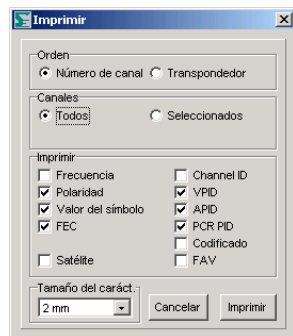 Imprimir
Orden
Número de canal Transpondedor
Canales
Todos Seleccionados
Imprimir
Frecuencia Channel ID
Polaridad VPID
Valor del símbolo APID
FEC PCR PID
Codificado
Satélite FAV
Tamaño del caráct.
2 mm Cancelar Imprimir